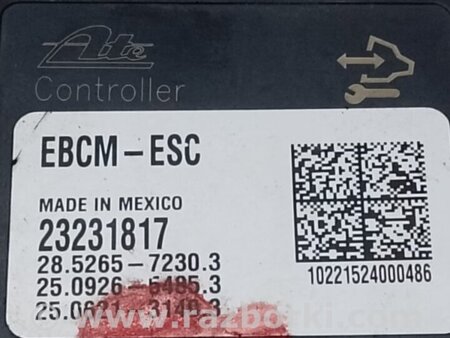 Ate
Controller
EBCM-ESC
MADE IN MEXICO
23231817
28.5265-7230.3
10221524000486
25.0926-5485.3
www.razborki.com